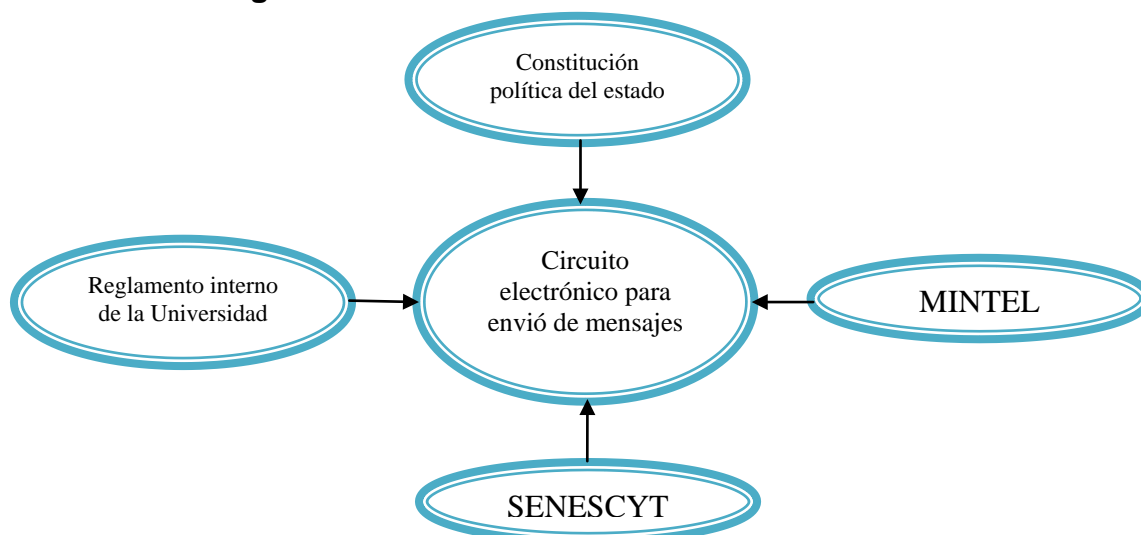 Constitución
política del estado
Reglamento interno
de la Universidad
Circuito
electrónico para
envió de mensajes
MINTEL
SENESCYT